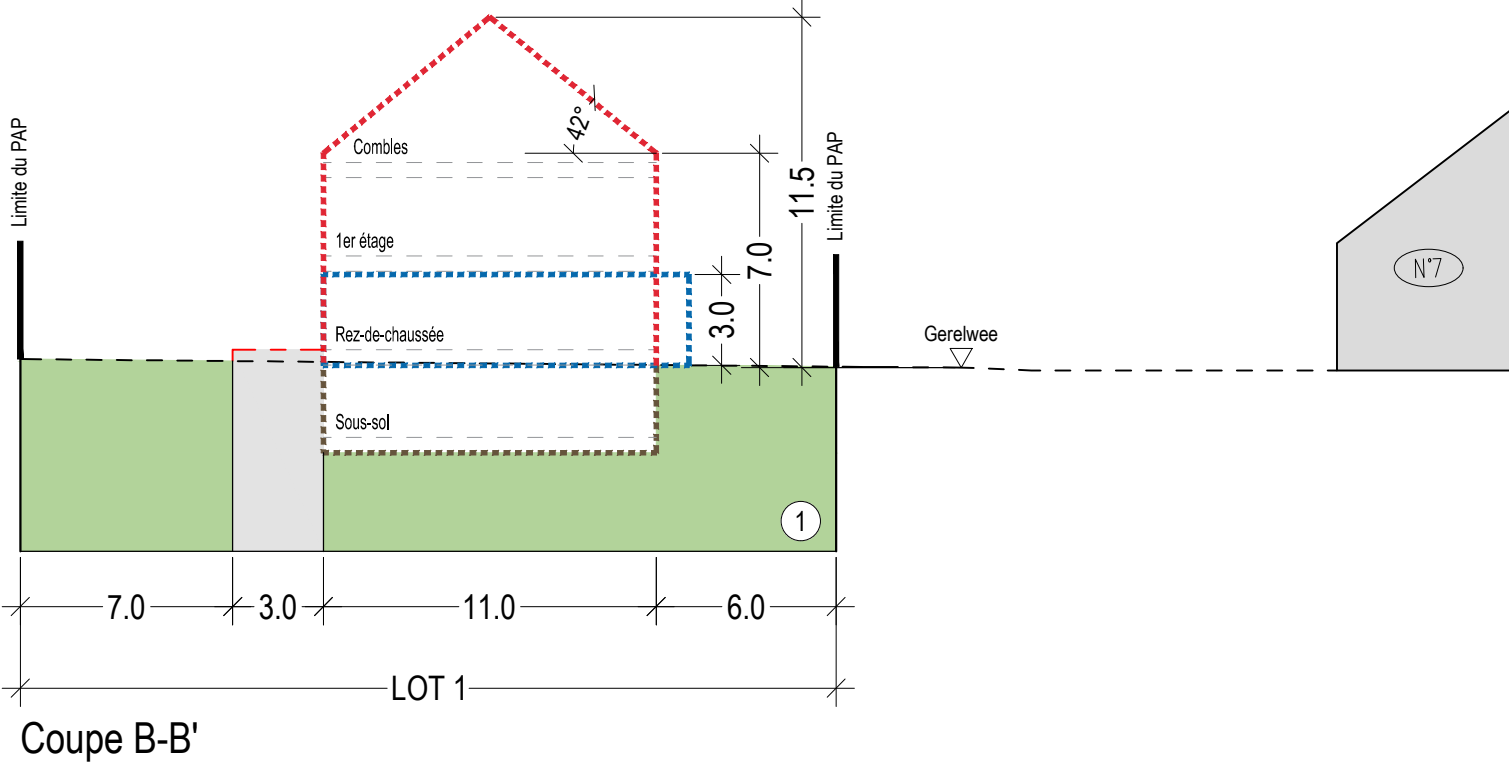 Limite du PAP
Combles
42°
1er étage
Rez-de-chaussée
Sous-sol
3.0
7.0
11.5
Limite du PAP
Gerelwee
N°7
1
7.0
3.0
11.0
6.0
LOT 1
Coupe B-B'